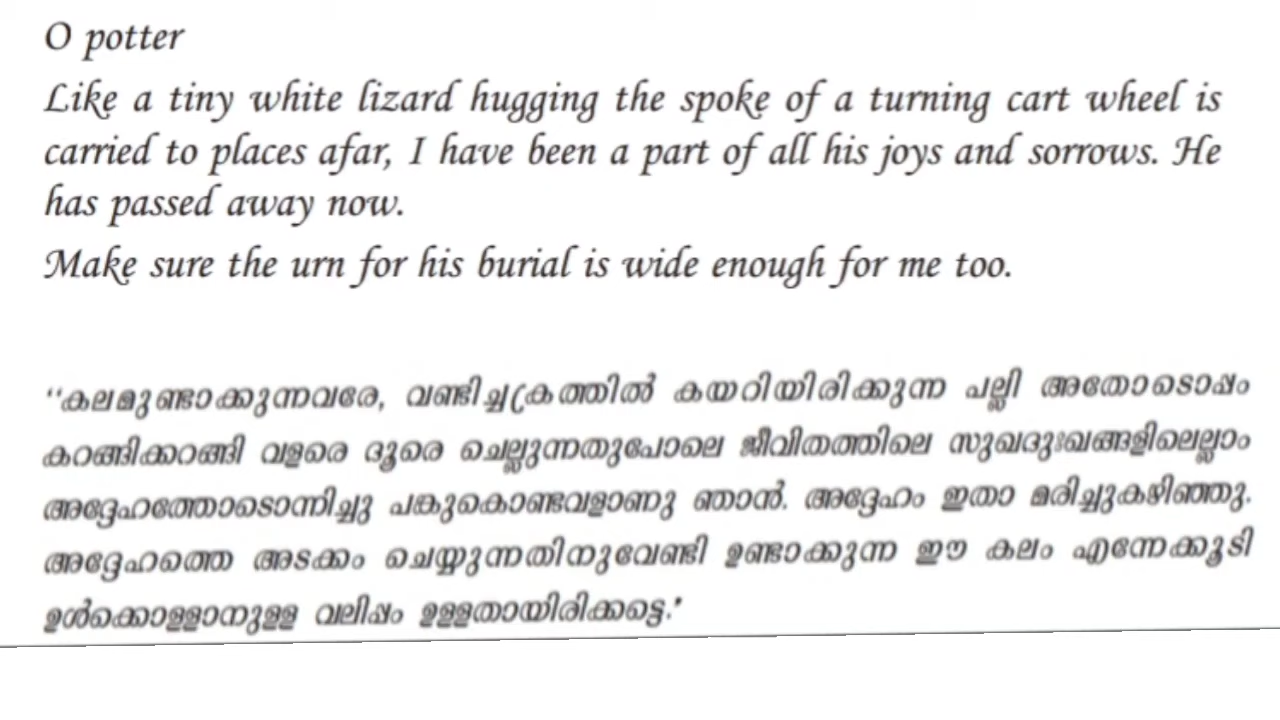 O potter
Like a tiny white lizard hugging the spoke of a turning cart wheel is
carried to places afar, I have been a part of all his joys and sorrows. He
has passed away now.
Make sure the urn for his burial is wide enough for me too.
‘‘കലമുണ്ടാക്കുന്നവരേ, വണ്ടിച്ചക്രത്തിൽ കയറിയിരിക്കുന്ന പല്ലി അതോടൊപ്പം
കറങ്ങിക്കറങ്ങി വളരെ ദൂരെ ചെല്ലുന്നതുപോലെ ജീവിതത്തിലെ സുഖദുഃഖങ്ങളിലെല്ലാം
അദ്ദേഹത്തോടൊന്നിച്ചു പങ്കുകൊണ്ടവളാണു ഞാൻ. അദ്ദേഹം ഇതാ മരിച്ചുകഴിഞ്ഞു.
അദ്ദേഹത്തെ അടക്കം ചെയ്യുന്നതിനുവേണ്ടി ഉണ്ടാക്കുന്ന ഈ കലം എന്നേക്കൂടി
ഉൾക്കൊള്ളാനുള്ള വലിപ്പം ഉള്ളതായിരിക്കട്ടെ.’